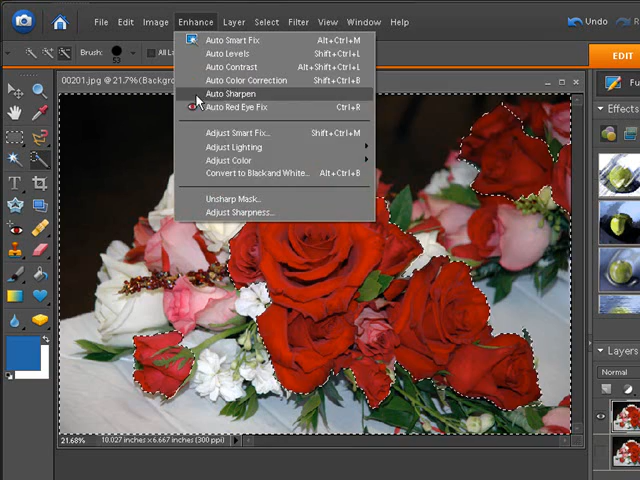 File Edit Image Enhance Layer Select Filter View Window Help Undo
Brush: 53 All
EDIT
00201.jpg @ 21.7%(Backgro
Auto Smart Fix Alt+Ctrl+M
Auto Levels Shift+Ctrl+L
Auto Contrast Alt+Shift+Ctrl+L
Auto Color Correction Shift+Ctrl+B
Auto Sharpen
Auto Red Eye Fix Ctrl+R
Adjust Smart Fix... Shift+Ctrl+M
Adjust Lighting
Adjust Color
Convert to Black and White... Alt+Ctrl+B
Unsharp Mask...
Adjust Sharpness...
Fu
Effects
Layers
Normal
21.68% 10.027 inches x 6.667 inches (300 ppi)